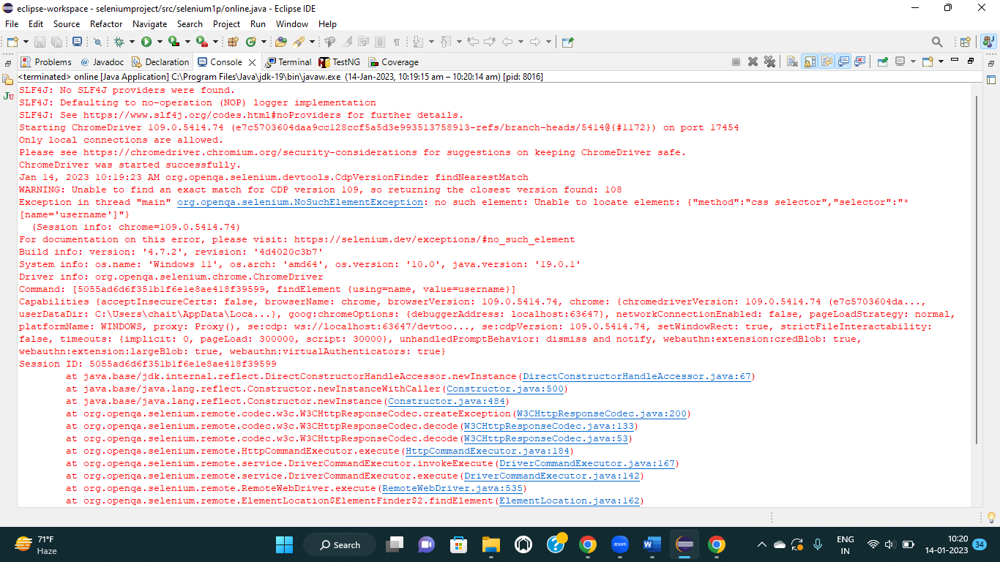 eclipse-workspace - seleniumproject/src/selenium1p/online.java - Eclipse IDE
File Edit Source Refactor Navigate Search Project Run Window Help
Problems @ Javadoc Declaration Console Terminal TestNG Coverage
<terminated> online [Java Application] C:\Program Files\Java\jdk-19\bin\javaw.exe (14-Jan-2023, 10:19:15 am – 10:20:14 am) [pid: 8016]
SLF4J: No SLF4J providers were found.
SLF4J: Defaulting to no-operation (NOP) logger implementation
SLF4J: See https://www.slf4j.org/codes.html#noProviders for further details.
Starting ChromeDriver 109.0.5414.74 (e7c5703604daa9cc128ccf5a5d3e993513758913-refs/branch-heads/5414@{#1172}) on port 17454
Only local connections are allowed.
Please see https://chromedriver.chromium.org/security-considerations for suggestions on keeping ChromeDriver safe.
ChromeDriver was started successfully.
Jan 14, 2023 10:19:23 AM org.openqa.selenium.devtools.CdpVersionFinder findNearestMatch
WARNING: Unable to find an exact match for CDP version 109, so returning the closest version found: 108
Exception in thread "main" org.openqa.selenium.NoSuchElementException: no such element: Unable to locate element: {"method":"css selector","selector":"*
[name='username']"}
(Session info: chrome=109.0.5414.74)
For documentation on this error, please visit: https://selenium.dev/exceptions/#no_such_element
Build info: version: '4.7.2', revision: '4d4020c3b7'
System info: os.name: 'Windows 11', os.arch: 'amd64', os.version: '10.0', java.version: '19.0.1'
Driver info: org.openqa.selenium.chrome.ChromeDriver
Command: [5055ad6d6f351b1f6e1e8ae418f39599, findElement {using=name, value=username}]
Capabilities {acceptInsecureCerts: false, browserName: chrome, browserVersion: 109.0.5414.74, chrome: {chromedriverVersion: 109.0.5414.74 (e7c5703604da...,
userDataDir: C:\Users\chait\AppData\Loca...}, goog:chromeOptions: {debuggerAddress: localhost:63647}, networkConnectionEnabled: false, pageLoadStrategy: normal,
platformName: WINDOWS, proxy: Proxy(), se:cdp: ws://localhost:63647/devtoo..., se:cdpVersion: 109.0.5414.74, setWindowRect: true, strictFileInteractability:
false, timeouts: {implicit: 0, pageLoad: 300000, script: 30000}, unhandledPromptBehavior: dismiss and notify, webauthn:extension:credBlob: true,
webauthn:extension:largeBlob: true, webauthn:virtualAuthenticators: true}
Session ID: 5055ad6d6f351b1f6e1e8ae418f39599
at java.base/jdk.internal.reflect.DirectConstructorHandleAccessor.newInstance(DirectConstructorHandleAccessor.java:67)
at java.base/java.lang.reflect.Constructor.newInstanceWithCaller(Constructor.java:500)
at java.base/java.lang.reflect.Constructor.newInstance(Constructor.java:484)
at org.openqa.selenium.remote.codec.w3c.W3CHttpResponseCodec.createException(W3CHttpResponseCodec.java:200)
at org.openqa.selenium.remote.codec.w3c.W3CHttpResponseCodec.decode(W3CHttpResponseCodec.java:133)
at org.openqa.selenium.remote.codec.w3c.W3CHttpResponseCodec.decode(W3CHttpResponseCodec.java:53)
at org.openqa.selenium.remote.HttpCommandExecutor.execute(HttpCommandExecutor.java:184)
at org.openqa.selenium.remote.service.DriverCommandExecutor.invokeExecute(DriverCommandExecutor.java:167)
at org.openqa.selenium.remote.service.DriverCommandExecutor.execute(DriverCommandExecutor.java:142)
at org.openqa.selenium.remote.RemoteWebDriver.execute(RemoteWebDriver.java:535)
at org.openqa.selenium.remote.ElementLocation$ElementFinder$2.findElement(ElementLocation.java:162)
71°F
Haze
Search
zoom
ENG
IN
10:20
14-01-2023
34